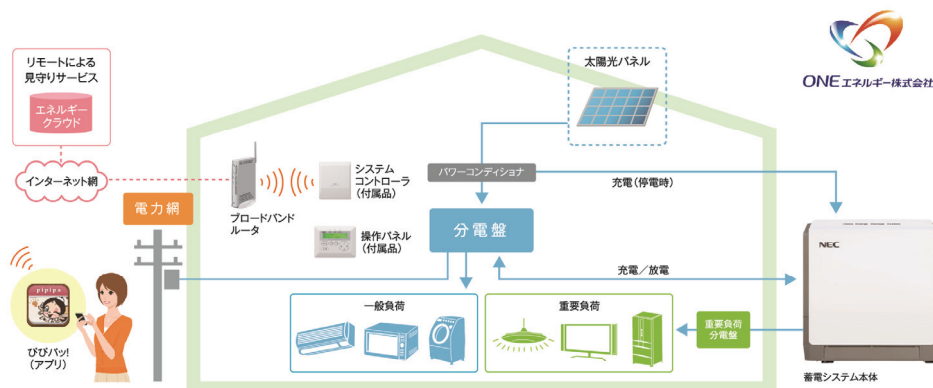 リモートによる
見守りサービス
エネルギー
クラウド
インターネット網
電力網
pipipa
ぴぴパッ!
(アプリ)
ブロードバンド
ルータ
システム
コントローラ
(付属品)
操作パネル
(付属品)
太陽光パネル
パワーコンディショナ
分電盤
充電(停電時)
充電/放電
一般負荷
重要負荷
重要負荷
分電盤
NEC
蓄電システム本体
ONEエネルギー株式会社